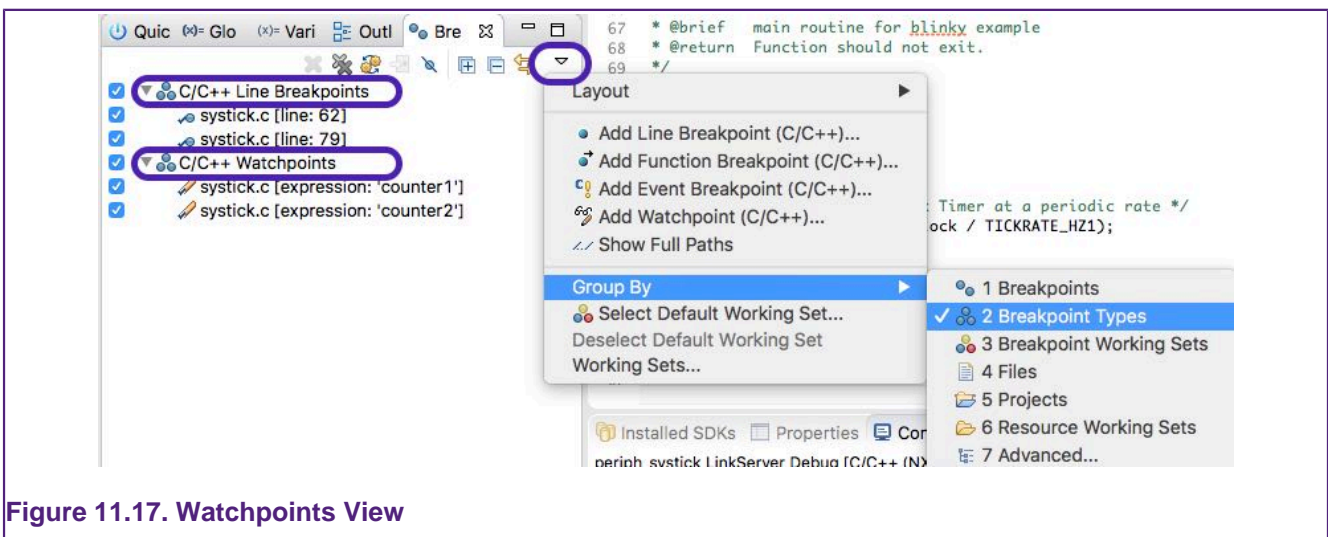 Quic (x)= Glo (x)= Vari Outl Bre
67 * @brief main routine for blinky example
68 * @return Function should not exit.
69 */
C/C++ Line Breakpoints
systick.c [line: 62]
systick.c [line: 79]
C/C++ Watchpoints
systick.c [expression: 'counter1']
systick.c [expression: 'counter2']
Layout
Add Line Breakpoint (C/C++)...
Add Function Breakpoint (C/C++)...
Add Event Breakpoint (C/C++)...
Add Watchpoint (C/C++)...
Show Full Paths
Group By
Select Default Working Set...
Deselect Default Working Set
Working Sets...
Timer at a periodic rate */
ock / TICKRATE_HZ1);
1 Breakpoints
2 Breakpoint Types
3 Breakpoint Working Sets
4 Files
5 Projects
6 Resource Working Sets
7 Advanced...
Installed SDKs Properties Con
periph_systick LinkServer Debug [C/C++ (NX
Figure 11.17. Watchpoints View